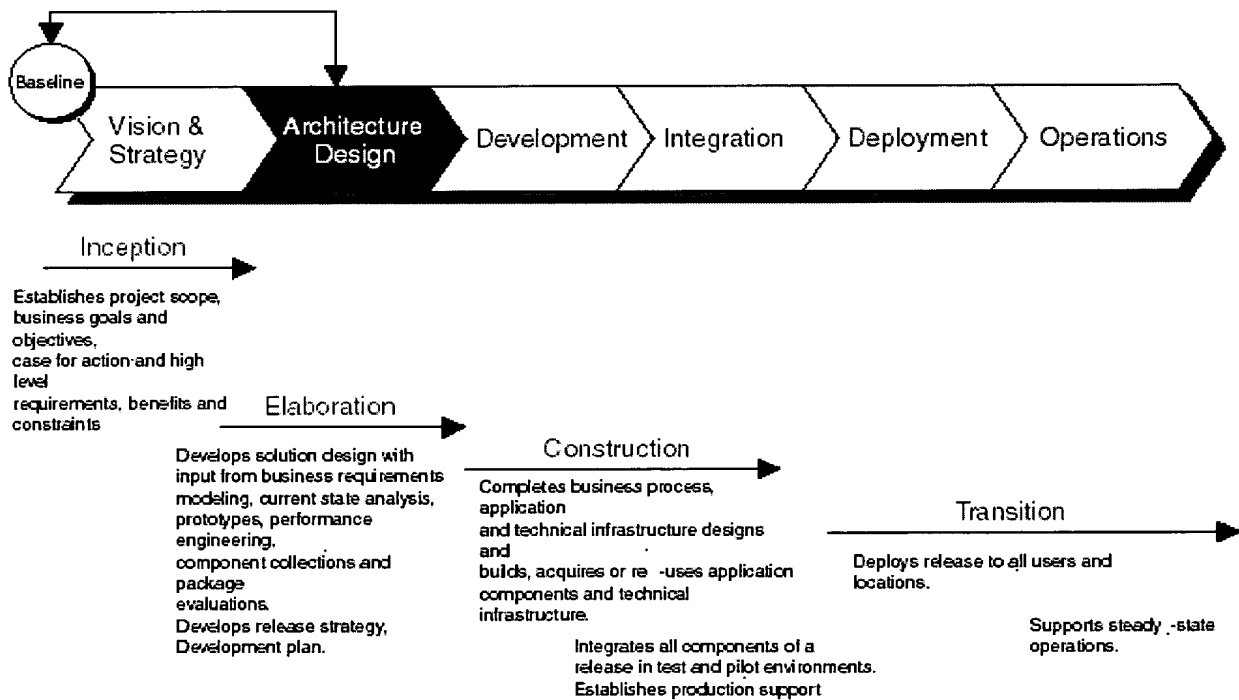 Baseline
Vision &
Strategy
Architecture
Design
Development
Integration
Deployment
Operations
Inception
Establishes project scope,
business goals and
objectives,
case for action and high
level
requirements, benefits and
constraints
Elaboration
Develops solution design with
input from business requirements
modeling, current state analysis,
prototypes, performance
engineering,
component collections and
package
evaluations.
Develops release strategy,
Development plan.
Construction
Completes business process,
application
and technical infrastructure designs
and
builds, acquires or re -uses application
components and technical
infrastructure.
Integrates all components of a
release in test and pilot environments.
Establishes production support
Transition
Deploys release to all users and
locations.
Supports steady -state
operations.